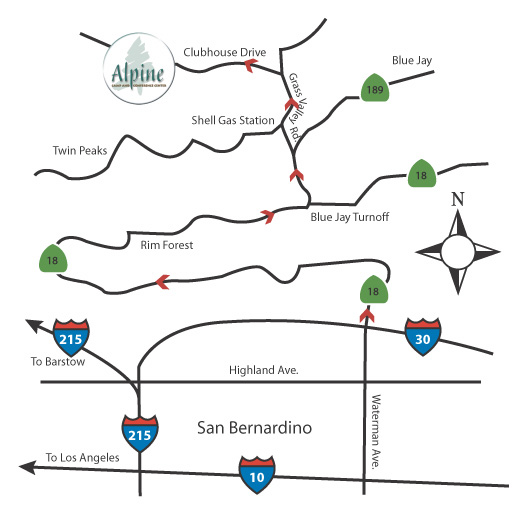 Clubhouse Drive
Alpine
Blue Jay
189
Grass Valley Rd.
Shell Gas Station
Twin Peaks
18
Blue Jay Turnoff
N
Rim Forest
18
18
215
30
To Barstow
Highland Ave.
Waterman Ave.
San Bernardino
215
To Los Angeles
10